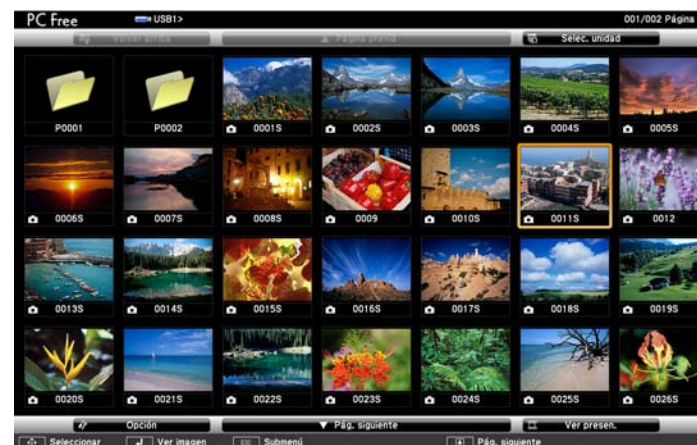 PC Free USB1> 001/002 Página
Volver arriba ▲ Página previa Selec. unidad
P0001 P0002 0001S 0002S 0003S 0004S 0005S
0006S 0007S 0008S 0009 0010S 0011S 0012
0013S 0014S 0015S 0016S 0017S 0018S 0019S
0020S 0021S 0022S 0023S 0024S 0025S 0026S
Opción ▼ Pág. siguiente Ver presen.
Seleccionar Ver imagen Submenú Pág. siguiente